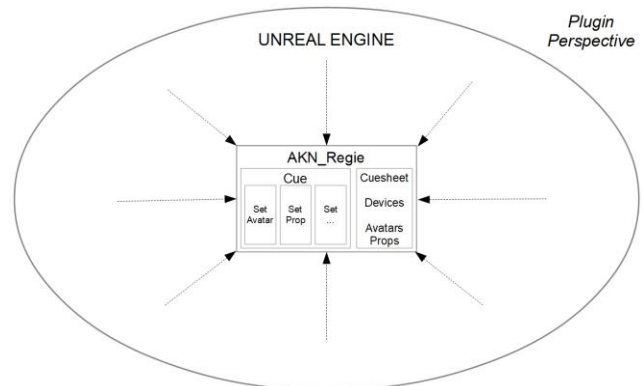 Plugin
Perspective
UNREAL ENGINE
AKN_Regie
Cue
Set
Avatar
Set
Prop
Set
...
Cuesheet
Devices
Avatars
Props